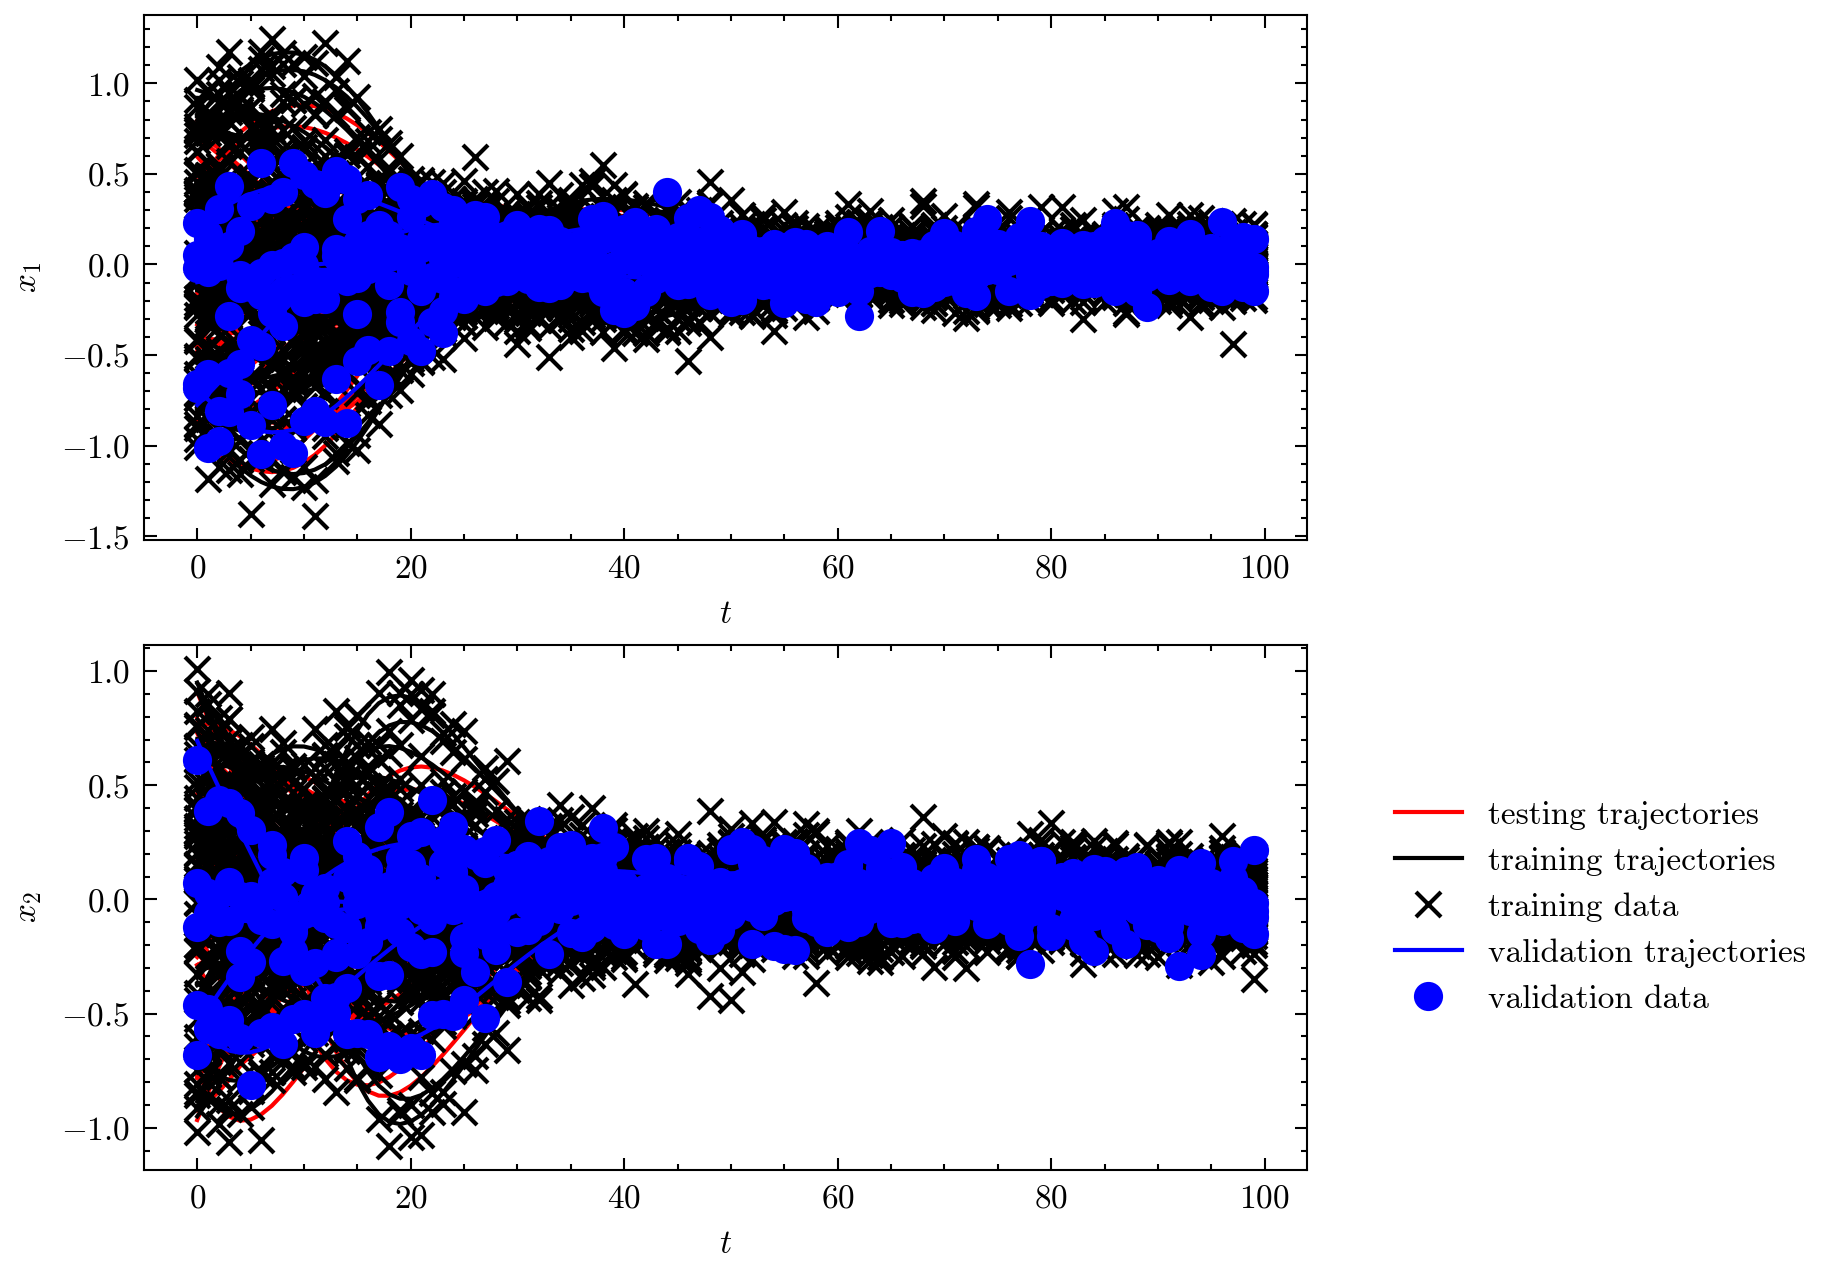 1.0
0.5
0.0
−0.5
−1.0
−1.5
x₁
0 20 40 60 80 100
t
1.0
0.5
0.0
−0.5
−1.0
x₂
0 20 40 60 80 100
t
testing trajectories
training trajectories
training data
validation trajectories
validation data